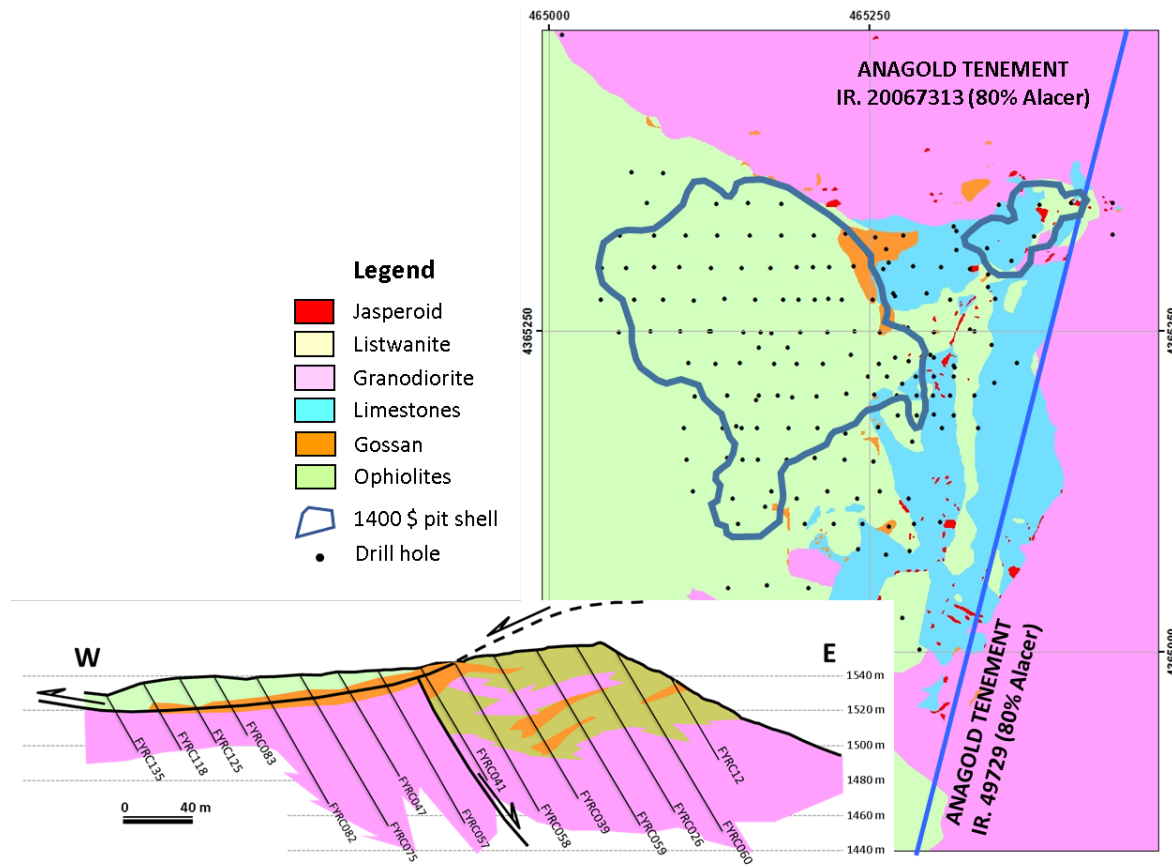 465000
465250
ANAGOLD TENEMENT
IR. 20067313 (80% Alacer)
Legend
Jasperoid
Listwanite
Granodiorite
Limestones
Gossan
Ophiolites
1400 $ pit shell
Drill hole
4365250
4365250
ANAGOLD TENEMENT
IR. 49729 (80% Alacer)
W
E
1540 m
1520 m
1500 m
1480 m
1460 m
1440 m
0 40 m
FYRC135
FYRC118
FYRC125
FYRC083
FYRC082
FYRC075
FYRC047
FYRC057
FYRC041
FYRC058
FYRC039
FYRC059
FYRC026
FYRC060
FYRC12